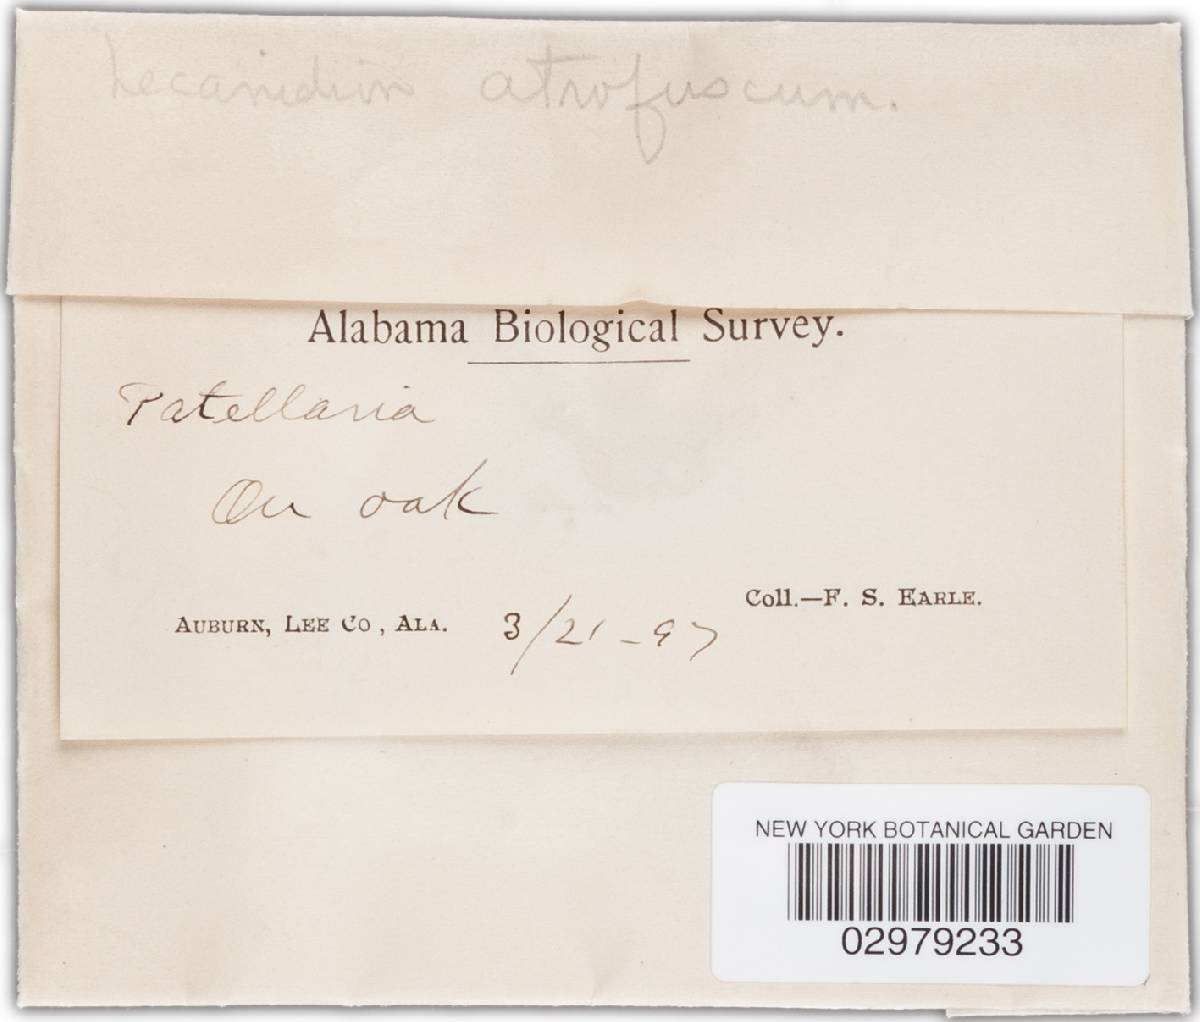 Lecanidion atrofuscum.
Alabama Biological Survey.
Patellaria
On oak
Coll.—F. S. Earle.
Auburn, Lee Co, Ala. 3/21-97
NEW YORK BOTANICAL GARDEN
02979233